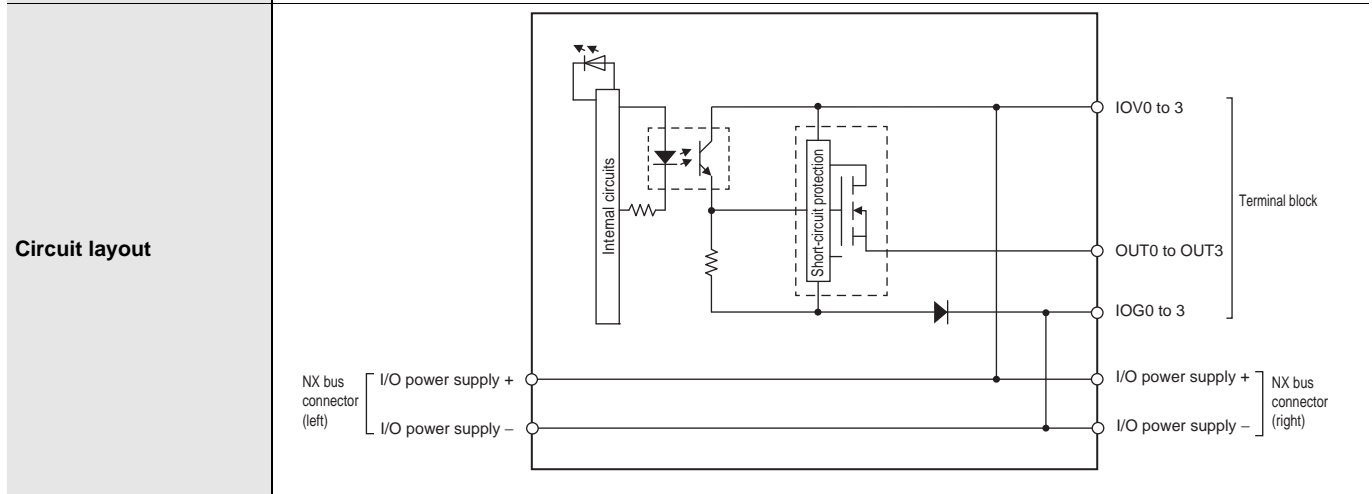 Circuit layout
Internal circuits
Short-circuit protection
IOV0 to 3
Terminal block
OUT0 to OUT3
IOG0 to 3
NX bus
connector
(left)
I/O power supply +
I/O power supply –
I/O power supply +
I/O power supply –
NX bus
connector
(right)